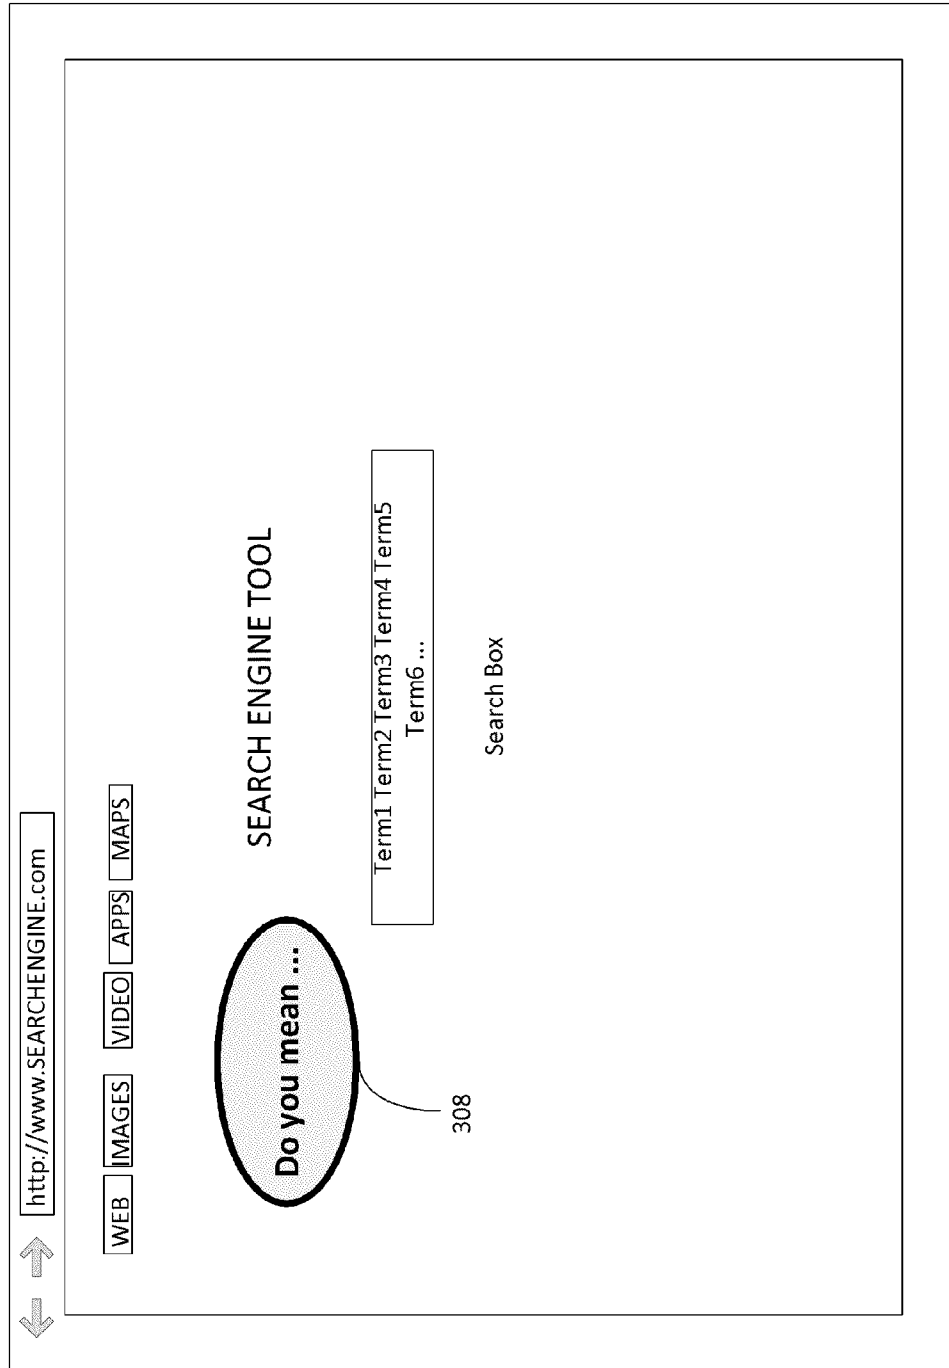 http://www.SEARCHENGINE.com
WEB IMAGES VIDEO APPS MAPS
SEARCH ENGINE TOOL
Do you mean ...
308
Term1 Term2 Term3 Term4 Term5
Term6 ...
Search Box